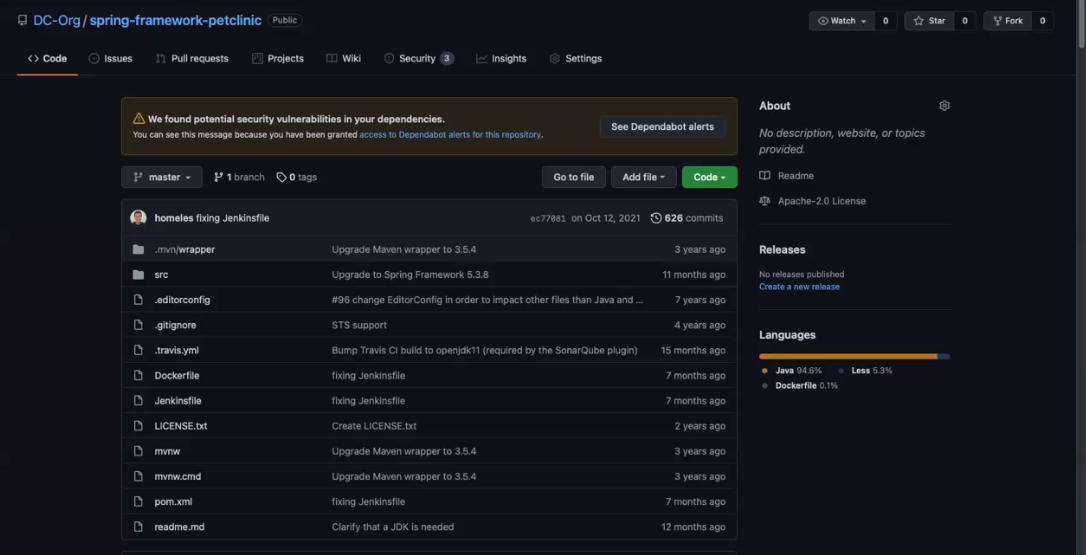 DC-Org / spring-framework-petclinic Public
Watch 0 Star 0 Fork 0
Code Issues Pull requests Projects Wiki Security 3 Insights Settings
We found potential security vulnerabilities in your dependencies.
You can see this message because you have been granted access to Dependabot alerts for this repository.
See Dependabot alerts
master 1 branch 0 tags Go to file Add file Code
homeles fixing Jenkinsfile ec77081 on Oct 12, 2021 626 commits
.mvn/wrapper Upgrade Maven wrapper to 3.5.4 3 years ago
src Upgrade to Spring Framework 5.3.8 11 months ago
.editorconfig #96 change EditorConfig in order to impact other files than Java and ... 7 years ago
.gitignore STS support 4 years ago
.travis.yml Bump Travis CI build to openjdk11 (required by the SonarQube plugin) 15 months ago
Dockerfile fixing Jenkinsfile 7 months ago
Jenkinsfile fixing Jenkinsfile 7 months ago
LICENSE.txt Create LICENSE.txt 2 years ago
mvnw Upgrade Maven wrapper to 3.5.4 3 years ago
mvnw.cmd Upgrade Maven wrapper to 3.5.4 3 years ago
pom.xml fixing Jenkinsfile 7 months ago
readme.md Clarify that a JDK is needed 12 months ago
About
No description, website, or topics
provided.
Readme
Apache-2.0 License
Releases
No releases published
Create a new release
Languages
Java 94.6% Less 5.3%
Dockerfile 0.1%